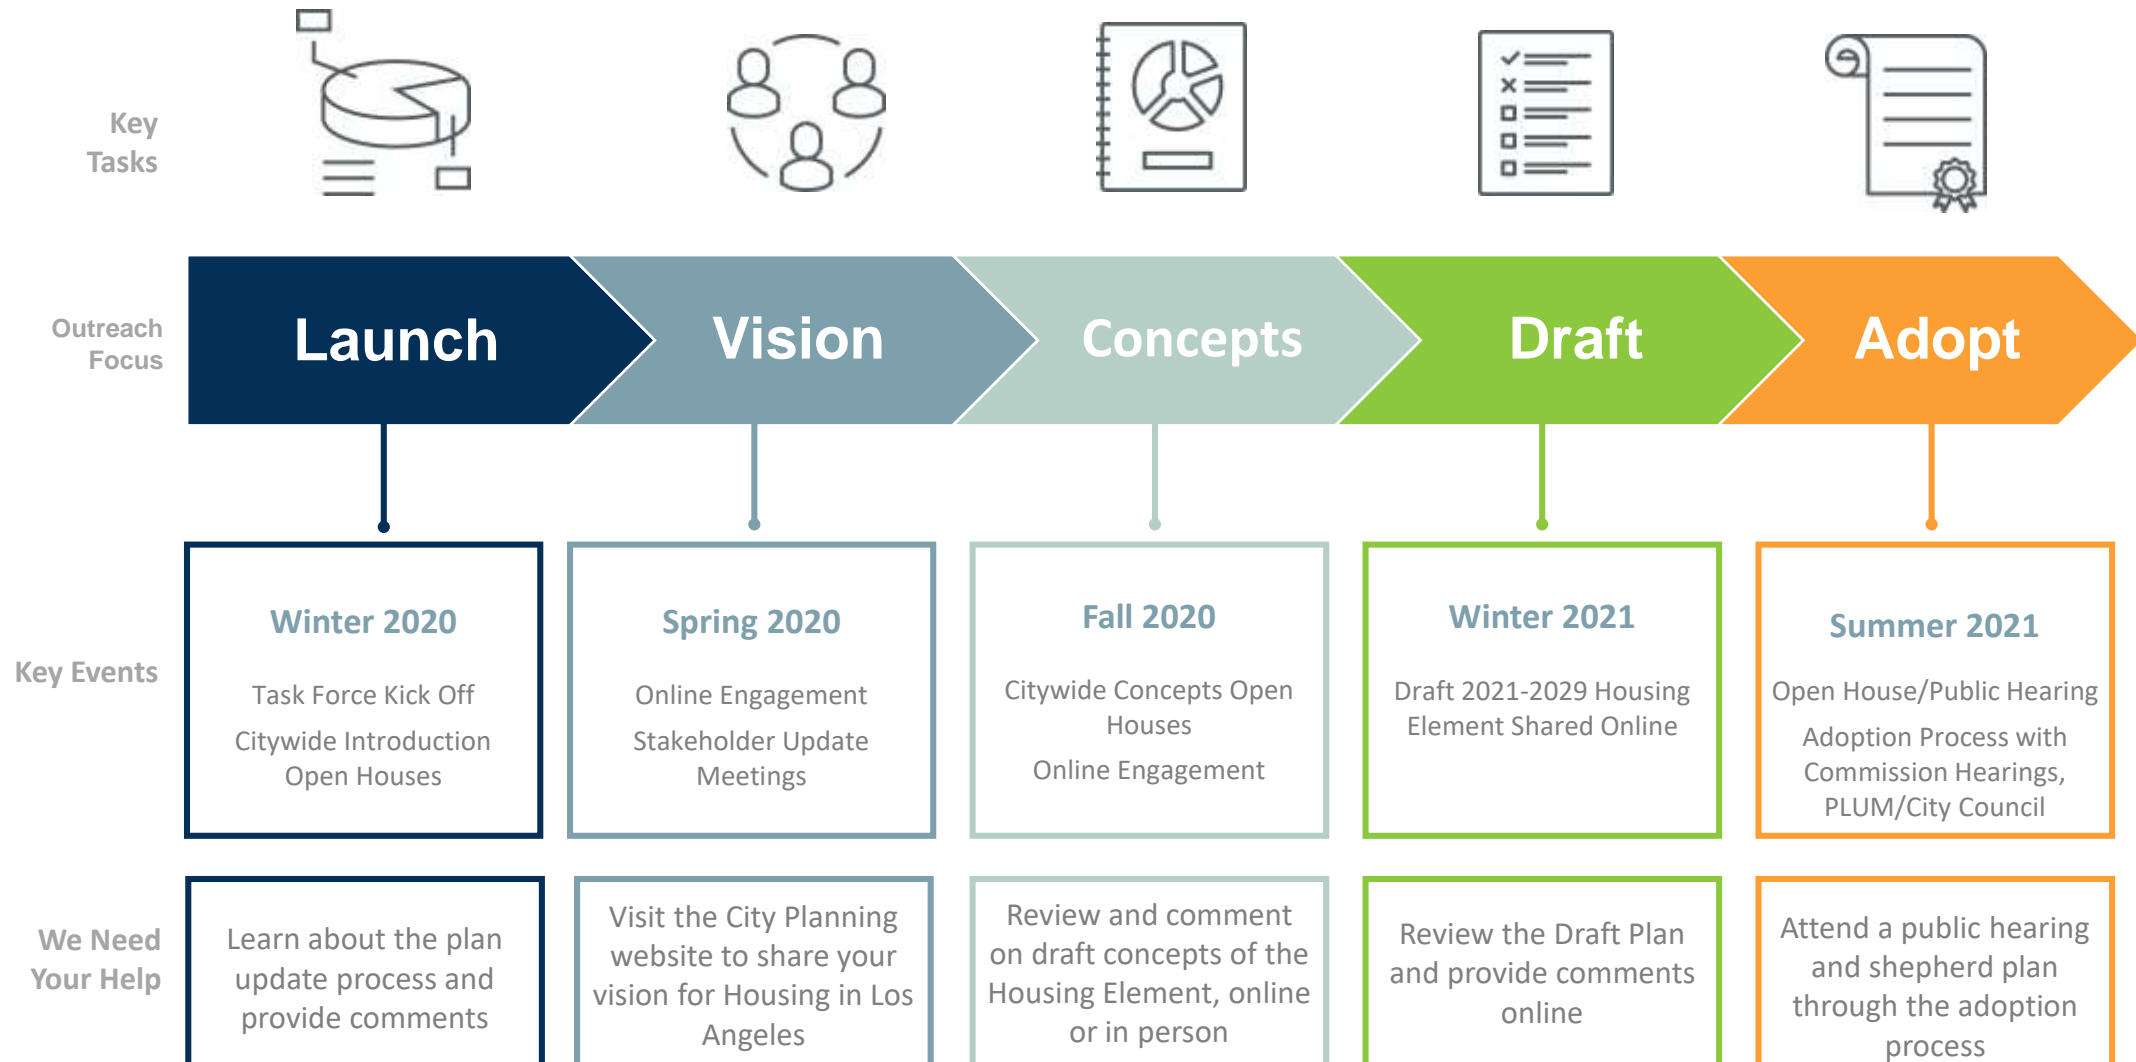 Key
Tasks
Outreach
Focus
Launch
Vision
Concepts
Draft
Adopt
Key Events
Winter 2020
Task Force Kick Off
Citywide Introduction
Open Houses
Spring 2020
Online Engagement
Stakeholder Update
Meetings
Fall 2020
Citywide Concepts Open
Houses
Online Engagement
Winter 2021
Draft 2021-2029 Housing
Element Shared Online
Summer 2021
Open House/Public Hearing
Adoption Process with
Commission Hearings,
PLUM/City Council
We Need
Your Help
Learn about the plan
update process and
provide comments
Visit the City Planning
website to share your
vision for Housing in Los
Angeles
Review and comment
on draft concepts of the
Housing Element, online
or in person
Review the Draft Plan
and provide comments
online
Attend a public hearing
and shepherd plan
through the adoption
process